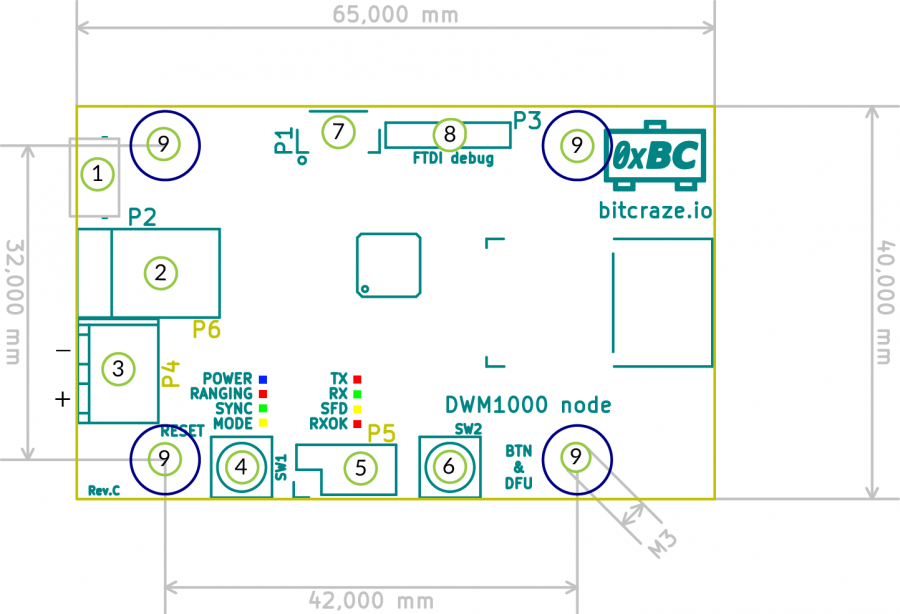 65,000 mm
9
7
8
P3
9
0xBC
P1
FTDI debug
1
bitcraze.io
P2
32,000 mm
2
40,000 mm
P6
−
3
P4
+
POWER
RANGING
SYNC
MODE
TX
RX
SFD
RXOK
DWM1000 node
RESET
P5
SW2
9
4
SW1
5
6
BTN
&
DFU
9
Rev.C
M3
42,000 mm